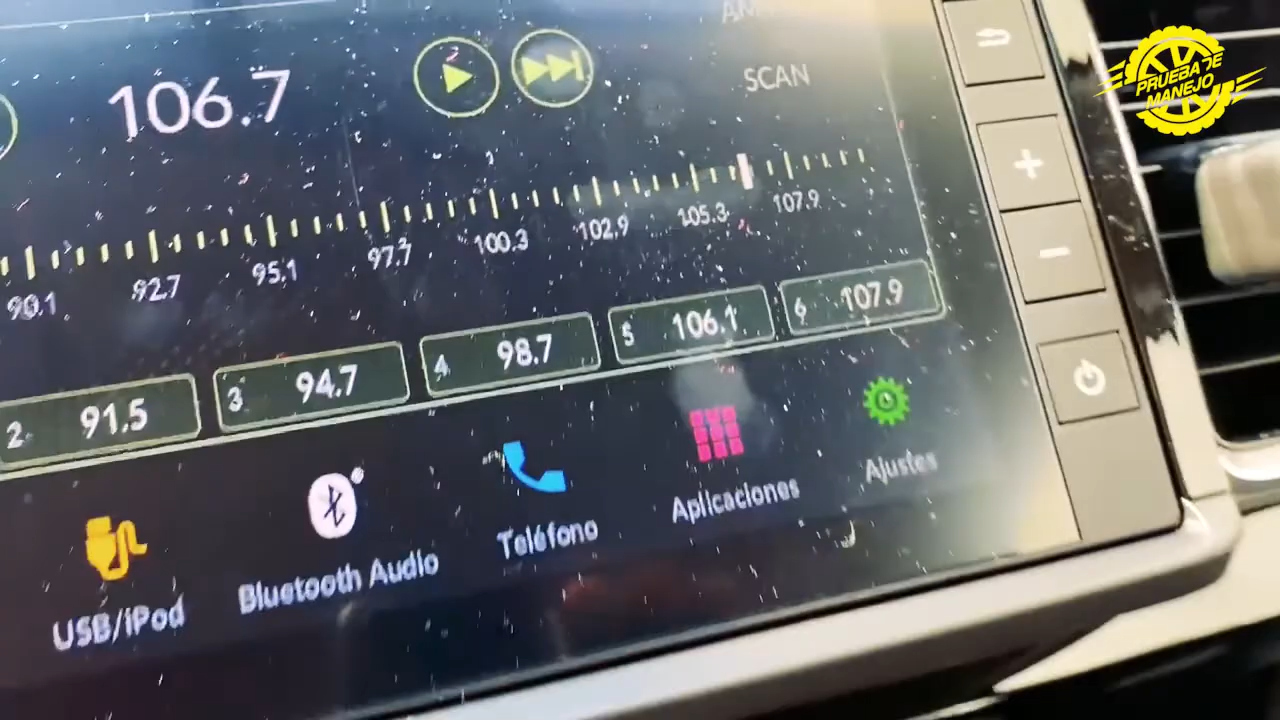 AM
SCAN
106.7
90.1 92.7 95.1 97.7 100.3 102.9 105.3 107.9
2 91.5
3 94.7
4 98.7
5 106.1
6 107.9
USB/iPod
Bluetooth Audio
Teléfono
Aplicaciones
Ajustes
PRUEBA DE
MANEJO